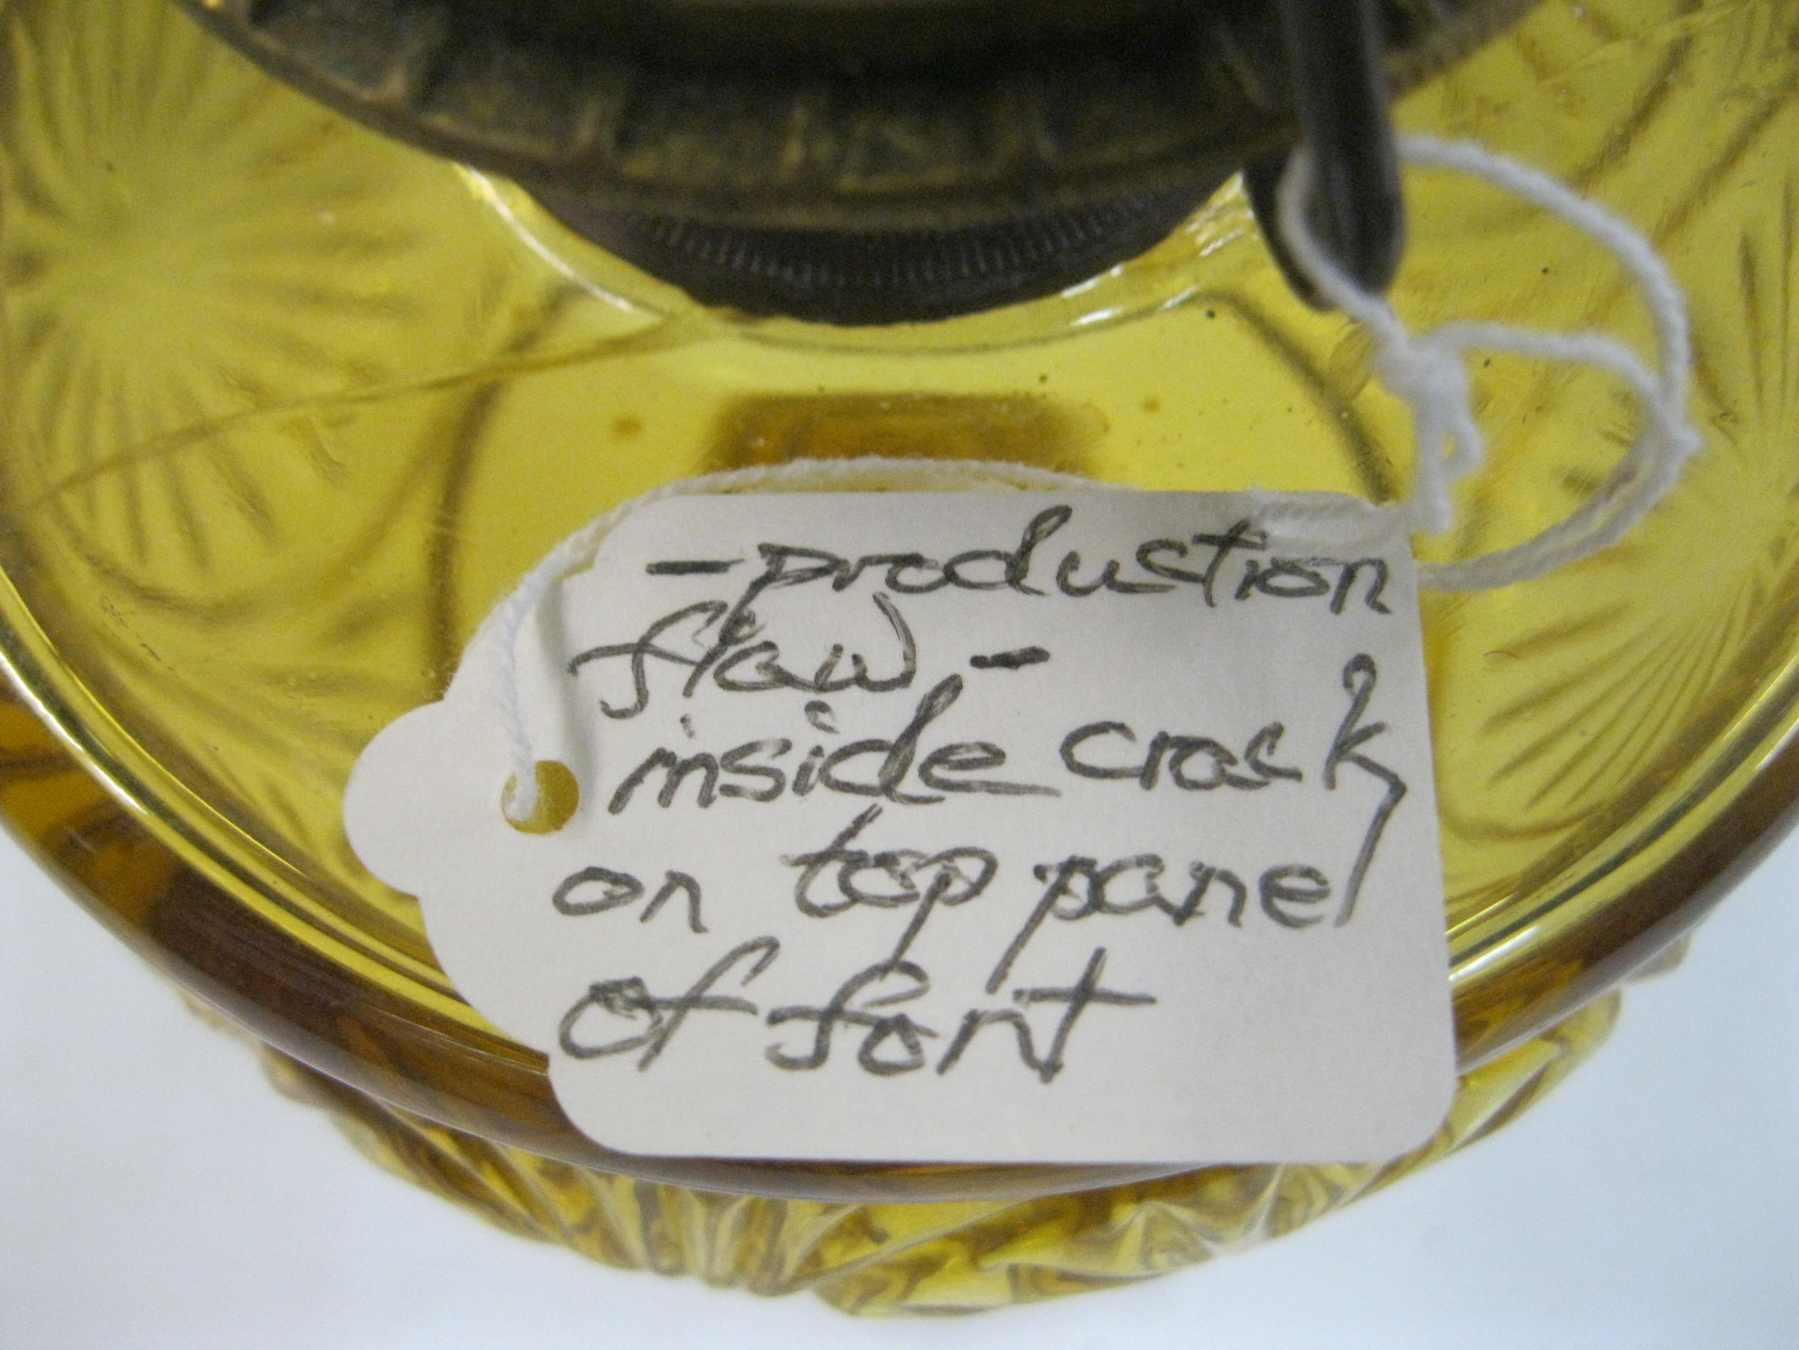 - production
flaw -
inside crack
on top panel
of font